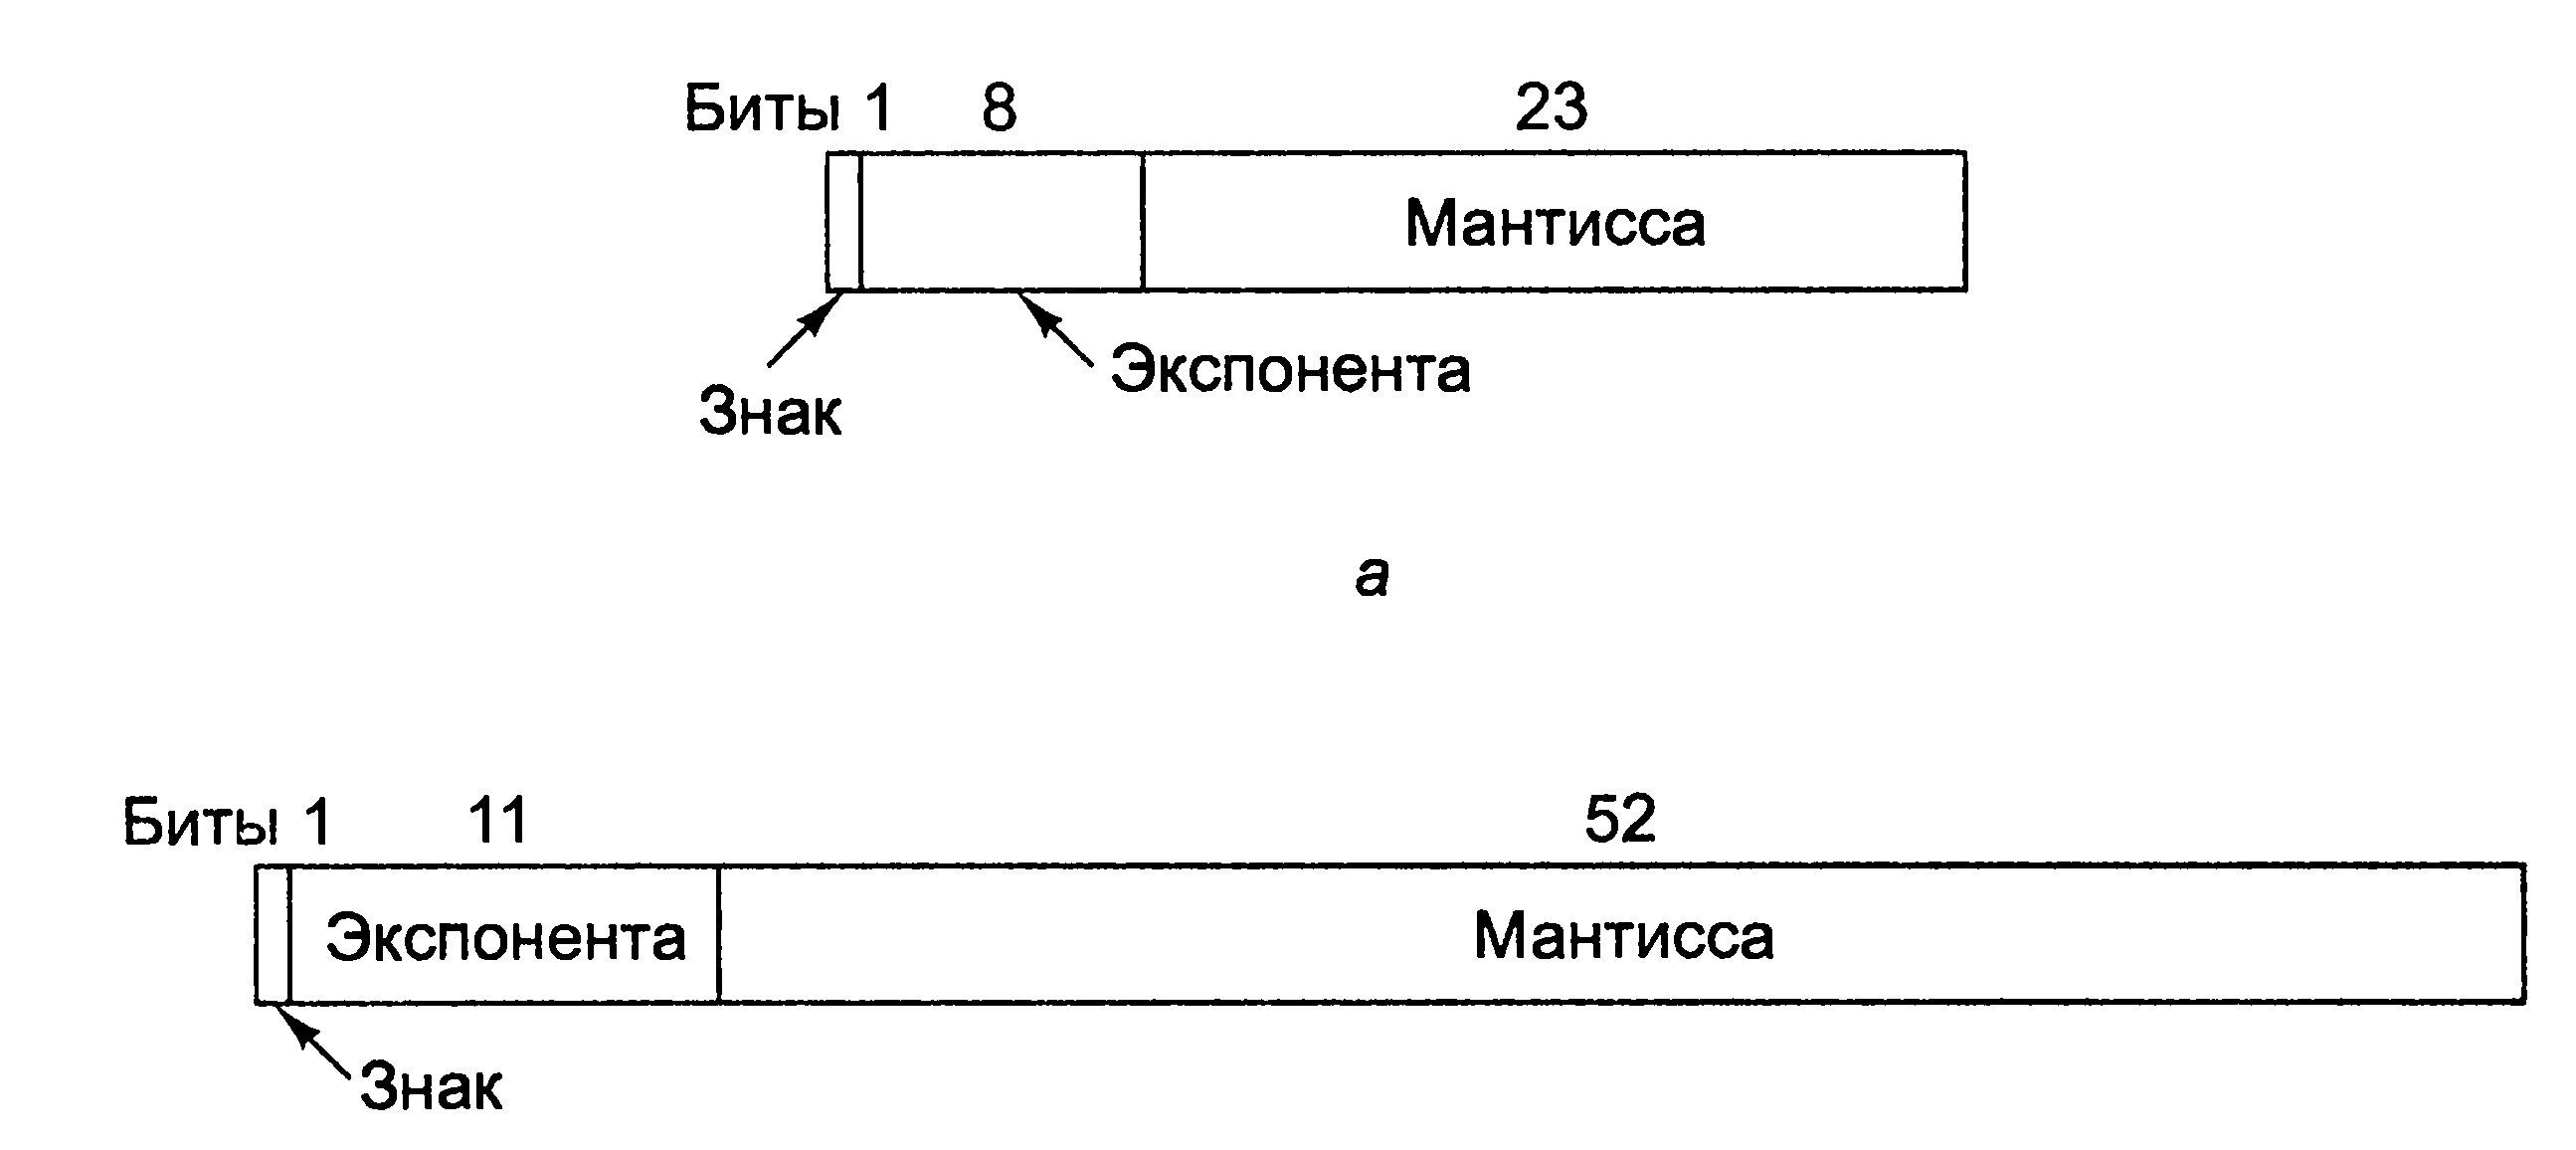 Биты 1 8 23
Мантисса
Экспонента
Знак
а
Биты 1 11 52
Экспонента Мантисса
Знак